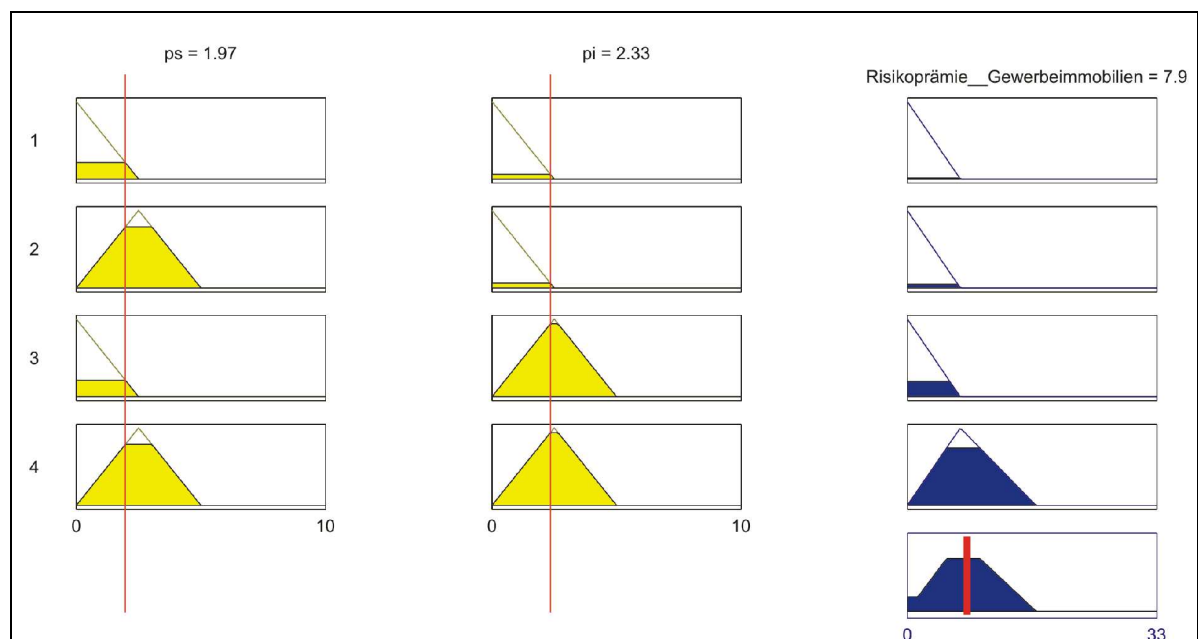 ps = 1.97
pi = 2.33
Risikoprämie__Gewerbeimmobilien = 7.9
1
2
3
4
0 10
0 10
0 33